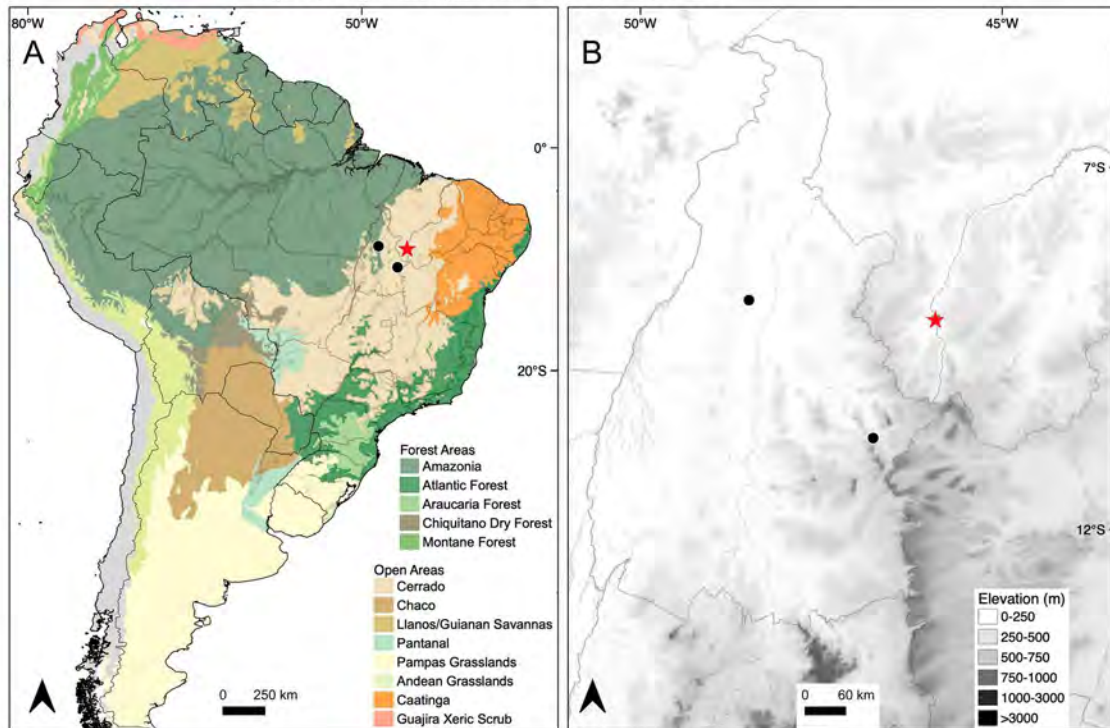 80°W
50°W
A
0°
20°S
Forest Areas
Amazonia
Atlantic Forest
Araucaria Forest
Chiquitano Dry Forest
Montane Forest
Open Areas
Cerrado
Chaco
Llanos/Guianan Savannas
Pantanal
Pampas Grasslands
Andean Grasslands
Caatinga
Guajira Xeric Scrub
0 250 km
50°W
45°W
B
7°S
12°S
Elevation (m)
0-250
250-500
500-750
750-1000
1000-3000
>3000
0 60 km